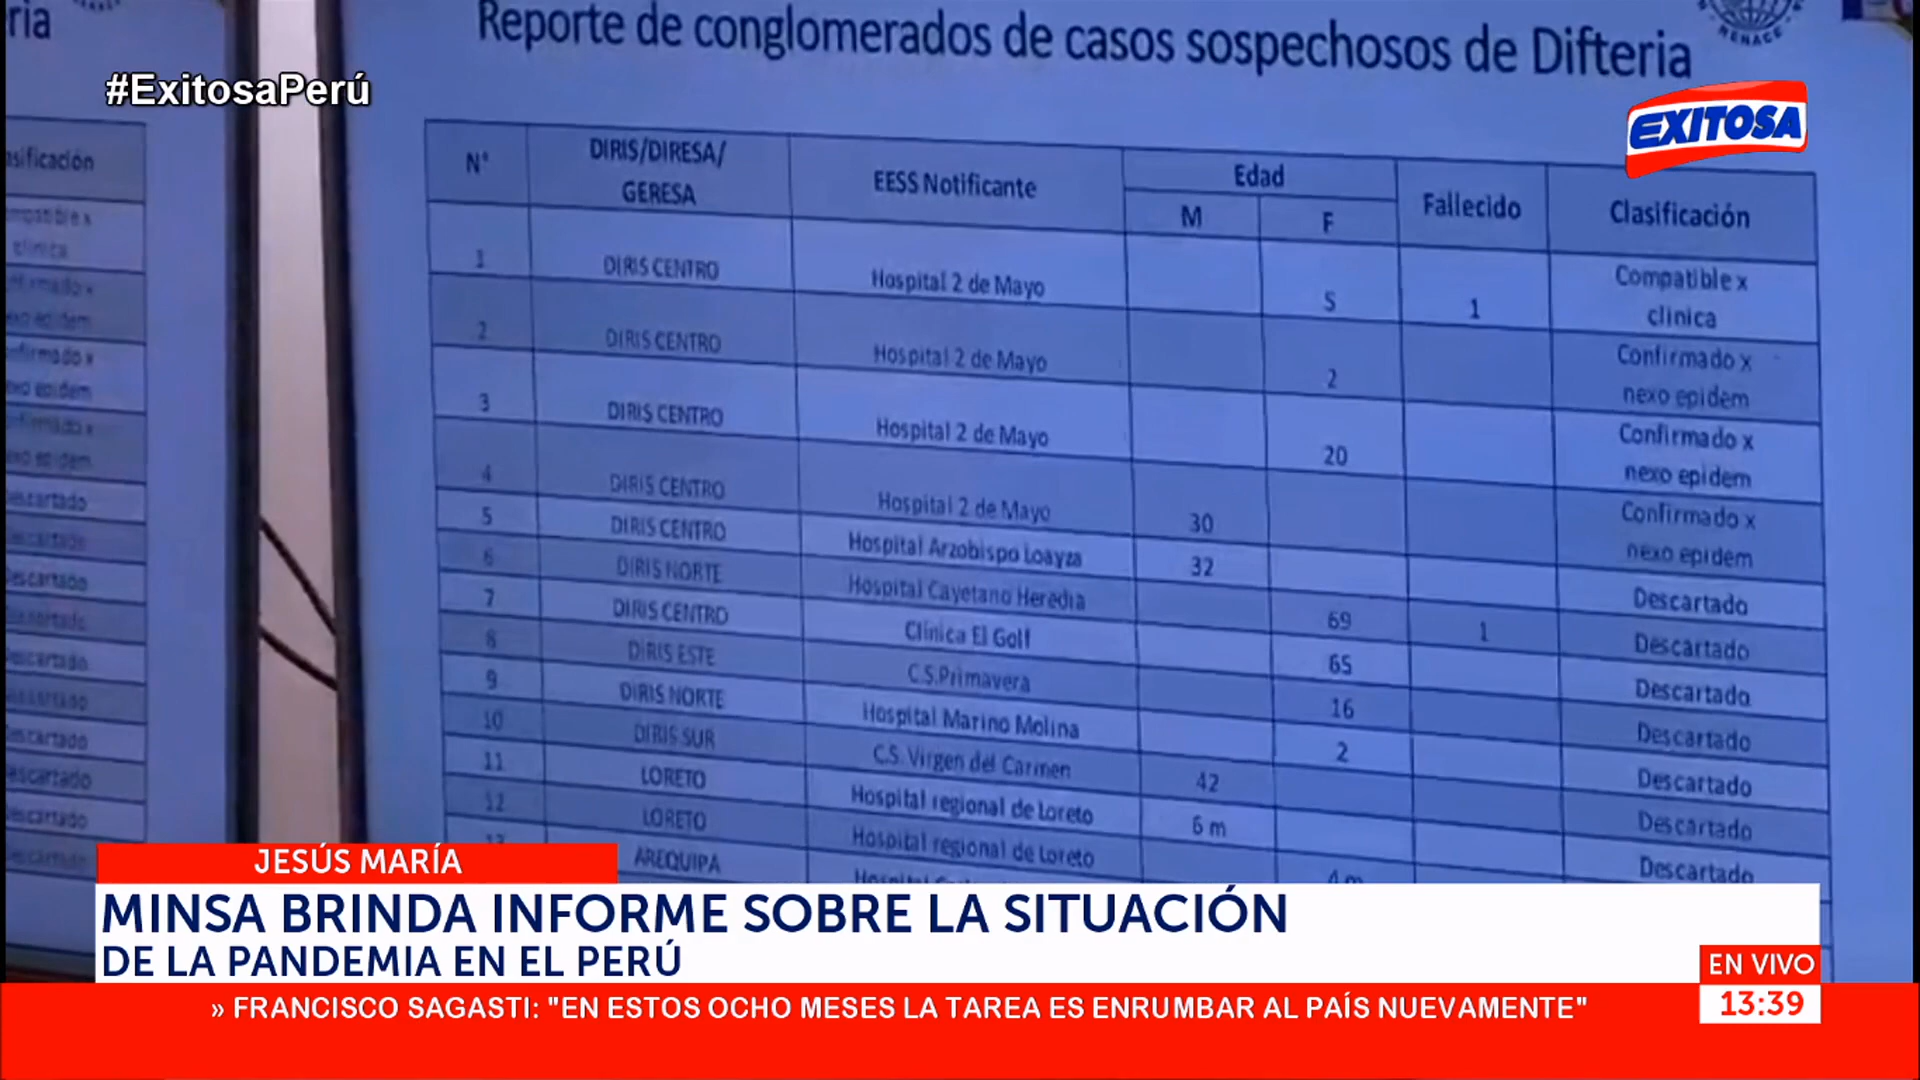 ria
Reporte de conglomerados de casos sospechosos de Difteria
RENACE
#ExitosaPerú
EXITOSA
N° DIRIS/DIRESA/ GERESA EESS Notificante Edad M F Fallecido Clasificación
1 DIRIS CENTRO Hospital 2 de Mayo 5 1 Compatible x clinica
2 DIRIS CENTRO Hospital 2 de Mayo 2 Confirmado x nexo epidem
3 DIRIS CENTRO Hospital 2 de Mayo 20 Confirmado x nexo epidem
4 DIRIS CENTRO Hospital 2 de Mayo 30 Confirmado x nexo epidem
5 DIRIS CENTRO Hospital Arzobispo Loayza 32 Descartado
6 DIRIS NORTE Hospital Cayetano Heredia 69 1 Descartado
7 DIRIS CENTRO Clínica El Golf 65 Descartado
8 DIRIS ESTE C.S.Primavera 16 Descartado
9 DIRIS NORTE Hospital Marino Molina 2 Descartado
10 DIRIS SUR C.S. Virgen del Carmen 42 Descartado
11 LORETO Hospital regional de Loreto 6 m Descartado
12 LORETO Hospital regional de Loreto 4 m Descartado
13 AREQUIPA Hospital
JESÚS MARÍA
MINSA BRINDA INFORME SOBRE LA SITUACIÓN
DE LA PANDEMIA EN EL PERÚ
EN VIVO
» FRANCISCO SAGASTI: "EN ESTOS OCHO MESES LA TAREA ES ENRUMBAR AL PAÍS NUEVAMENTE"
13:39